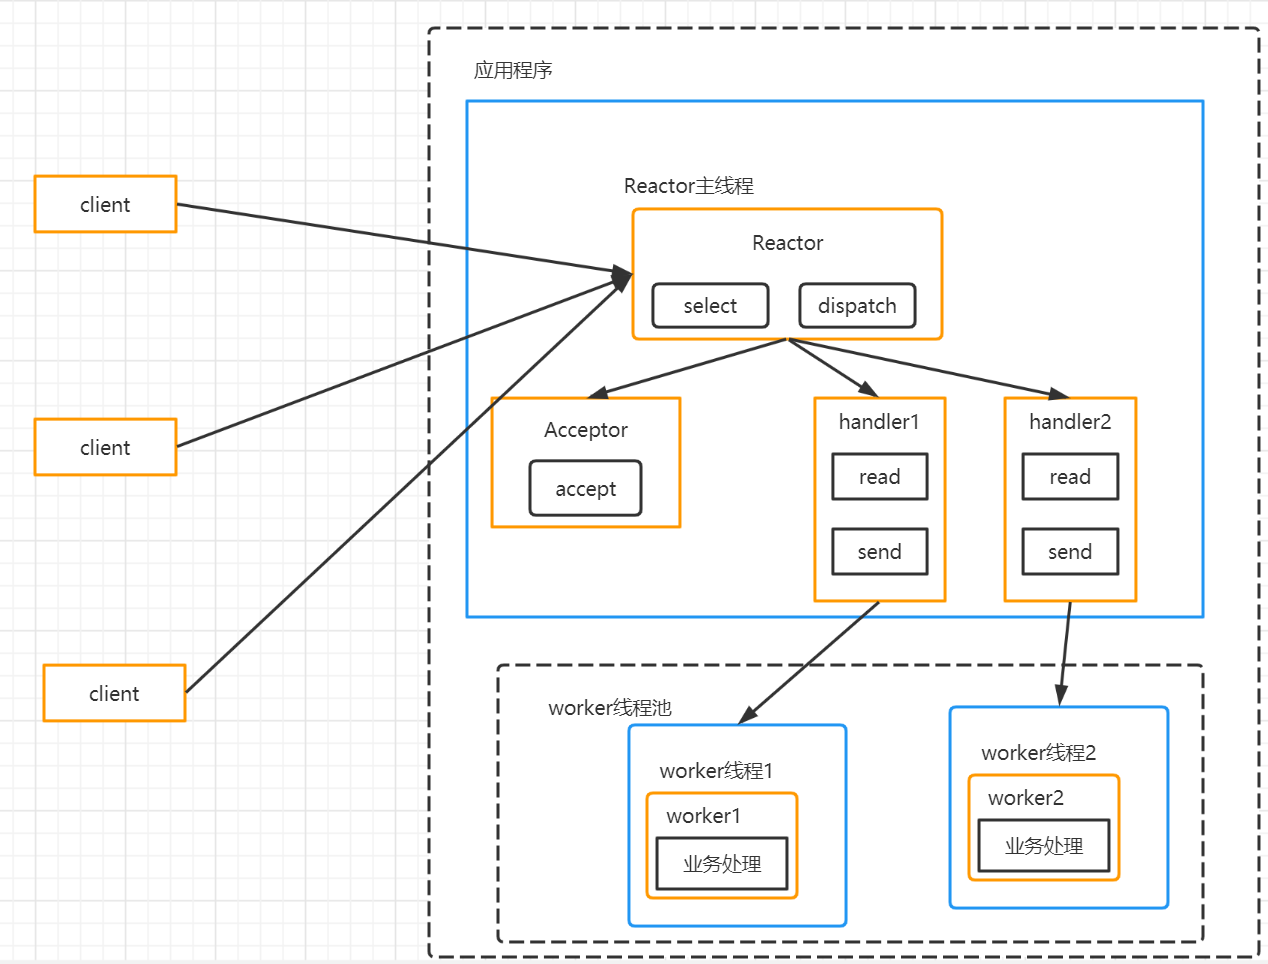 应用程序
Reactor主线程
client
Reactor
select
dispatch
client
Acceptor
accept
handler1
read
send
handler2
read
send
client
worker线程池
worker线程1
worker1
业务处理
worker线程2
worker2
业务处理